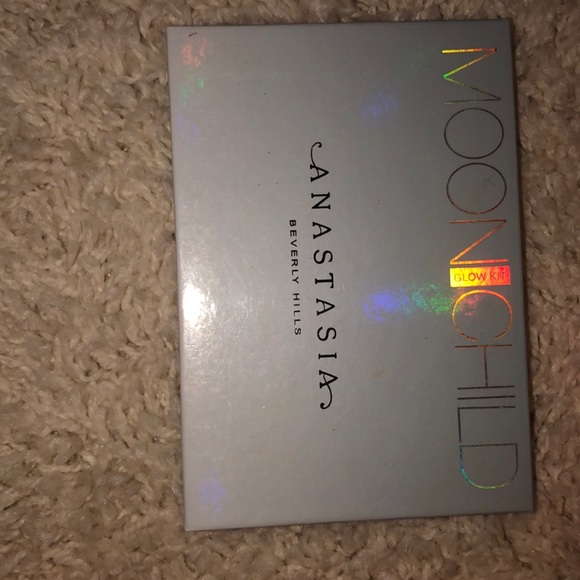 MOONCHILD
GLOW KIT
ANASTASIA
BEVERLY HILLS